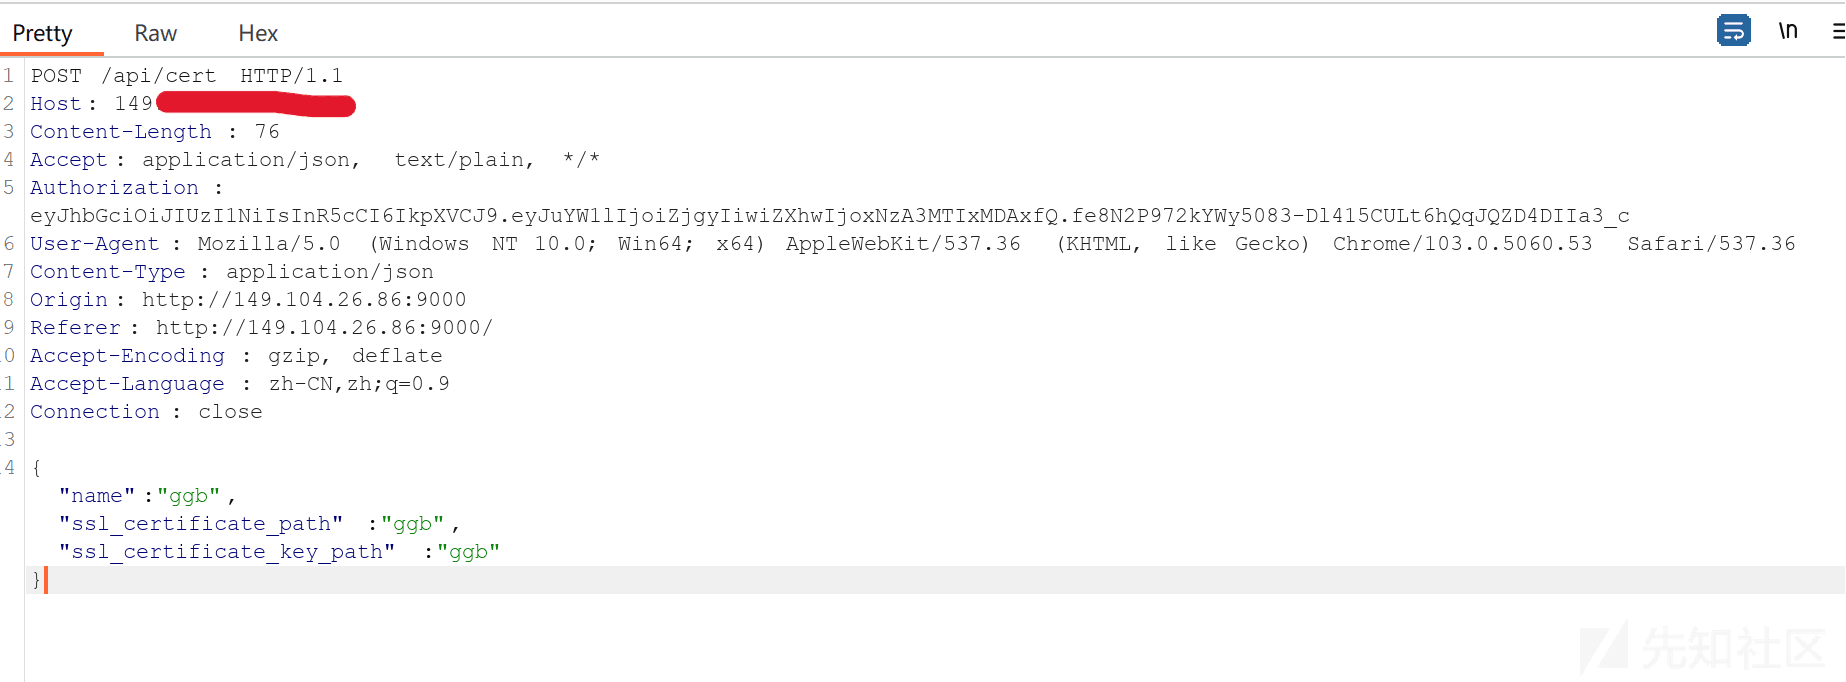 Pretty Raw Hex \n
1 POST /api/cert HTTP/1.1
2 Host: 149
3 Content-Length: 76
4 Accept: application/json, text/plain, */*
5 Authorization:
eyJhbGciOiJIUzI1NiIsInR5cCI6IkpXVCJ9.eyJuYW1lIjoiZjgyIiwiZXhwIjoxNzA3MTIxMDAxfQ.fe8N2P972kYWy5083-Dl415CULt6hQqJQZD4DIIa3_c
6 User-Agent: Mozilla/5.0 (Windows NT 10.0; Win64; x64) AppleWebKit/537.36 (KHTML, like Gecko) Chrome/103.0.5060.53 Safari/537.36
7 Content-Type: application/json
8 Origin: http://149.104.26.86:9000
9 Referer: http://149.104.26.86:9000/
0 Accept-Encoding: gzip, deflate
1 Accept-Language: zh-CN,zh;q=0.9
2 Connection: close
3
4 {
"name":"ggb",
"ssl_certificate_path":"ggb",
"ssl_certificate_key_path":"ggb"
}
先知社区